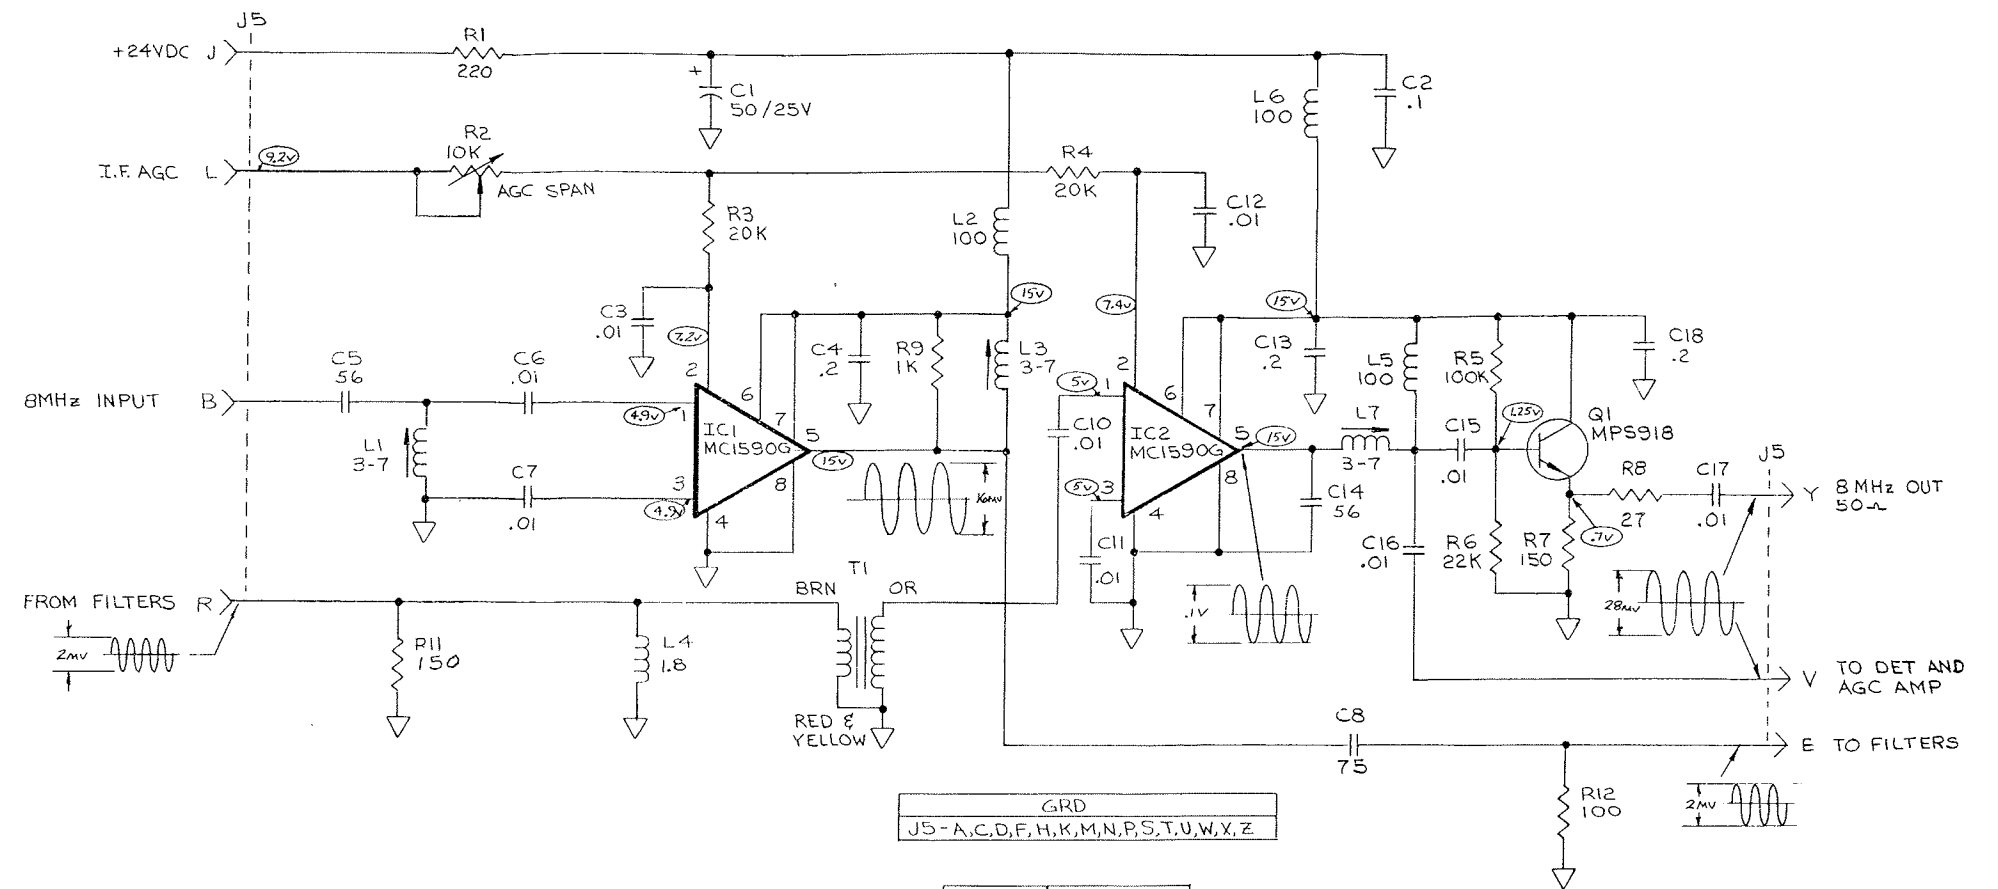 J5
+24VDC J
R1
220
+
C1
50/25V
L6
100
C2
.1
I.F. AGC L
9.2V
R2
10K
AGC SPAN
R4
20K
C12
.01
R3
20K
L2
100
C3
.01
7.2V
15V
7.4V
15V
C4
.2
R9
1K
L3
3-7
C13
.2
L5
100
R5
100K
C18
.2
8MHz INPUT B
C5
56
C6
.01
2
6
7
5
4.9V
1
IC1
MC1590G
15V
8
3
4.9V
4
L1
3-7
C7
.01
5V
1
2
6
7
5
15V
C10
.01
IC2
MC1590G
8
5V
3
4
C11
.01
L7
3-7
C14
56
C15
.01
1.25V
Q1
MPS918
R8
27
C17
.01
J5
Y 8MHz OUT
50Ω
C16
.01
R6
22K
R7
150
.7V
FROM FILTERS R
2MV
R11
150
L4
1.8
T1
BRN
OR
RED &
YELLOW
.1V
28MV
V TO DET AND
AGC AMP
C8
75
E TO FILTERS
R12
100
2MV
GRD
J5-A,C,D,F,H,K,M,N,P,S,T,U,W,X,Z